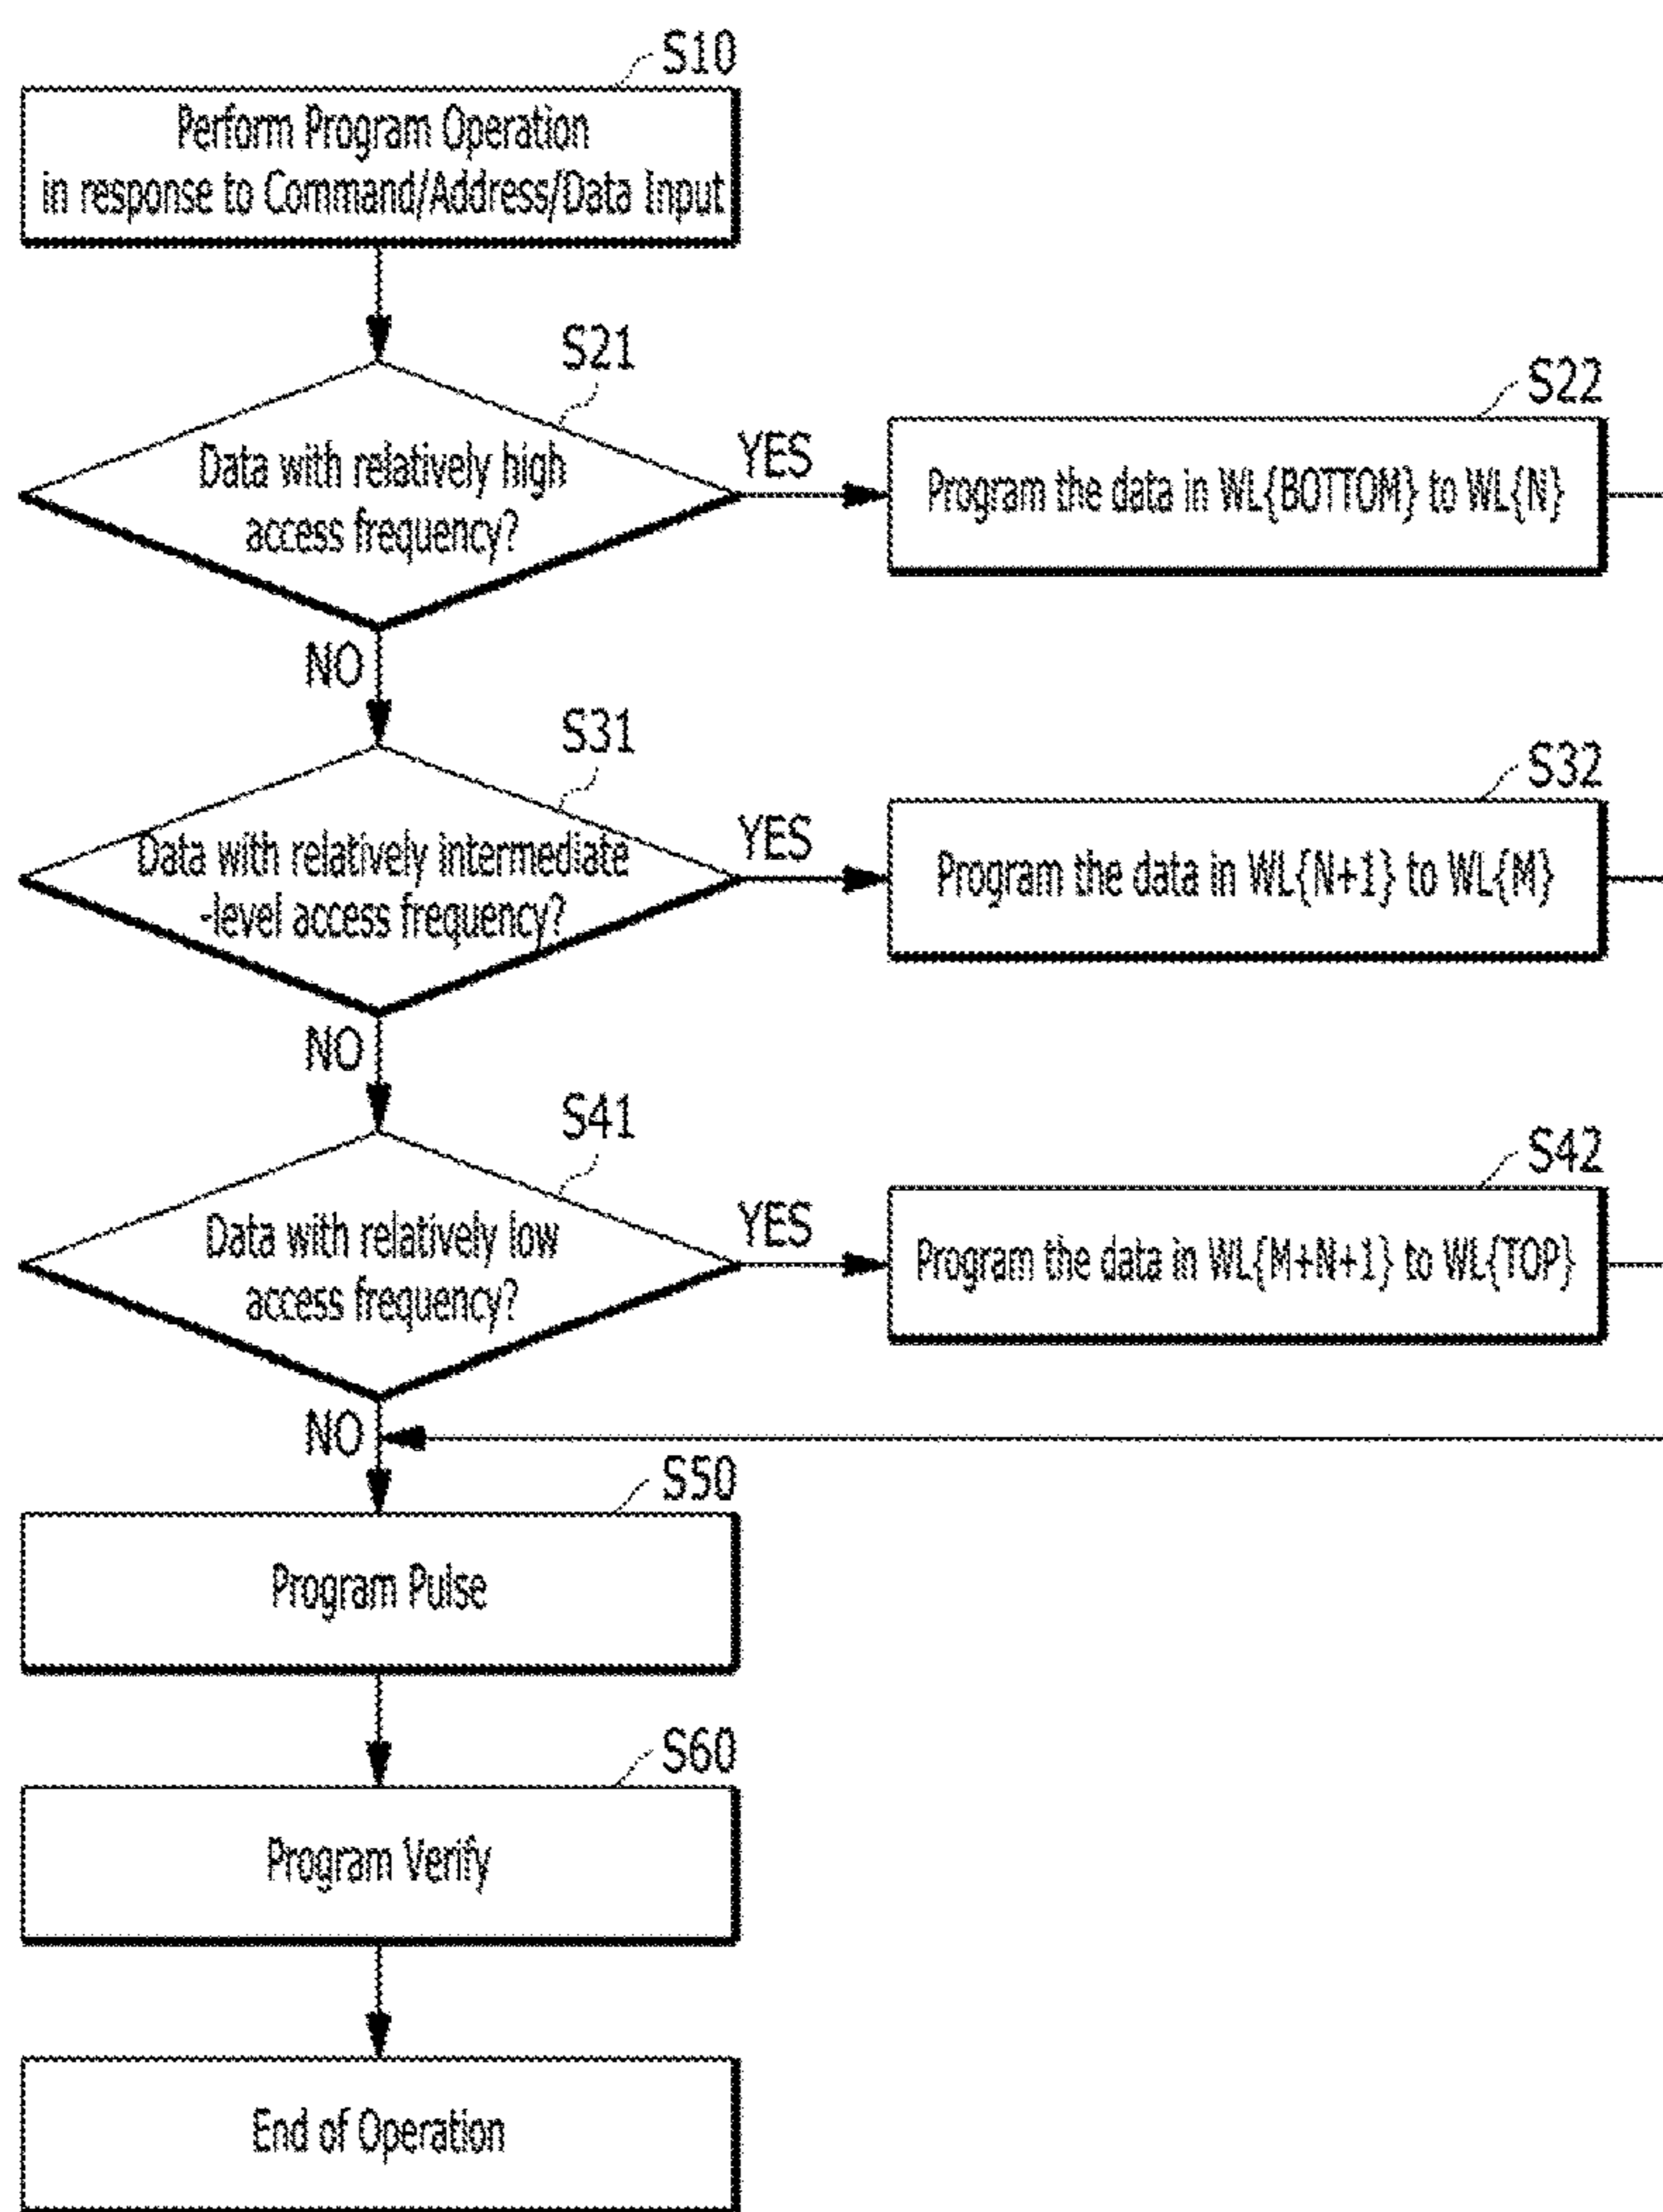 S10
Perform Program Operation
in response to Command/Address/Data Input
S21
Data with relatively high
access frequency?
YES
S22
Program the data in WL{BOTTOM} to WL{N}
NO
S31
Data with relatively intermediate
-level access frequency?
YES
S32
Program the data in WL{N+1} to WL{M}
NO
S41
Data with relatively low
access frequency?
YES
S42
Program the data in WL{M+N+1} to WL{TOP}
NO
S50
Program Pulse
S60
Program Verify
End of Operation